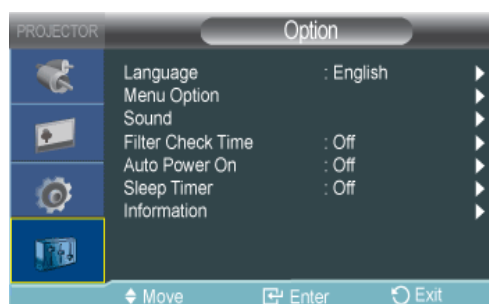 PROJECTOR
Option
Language : English
Menu Option
Sound
Filter Check Time : Off
Auto Power On : Off
Sleep Timer : Off
Information
Move Enter Exit